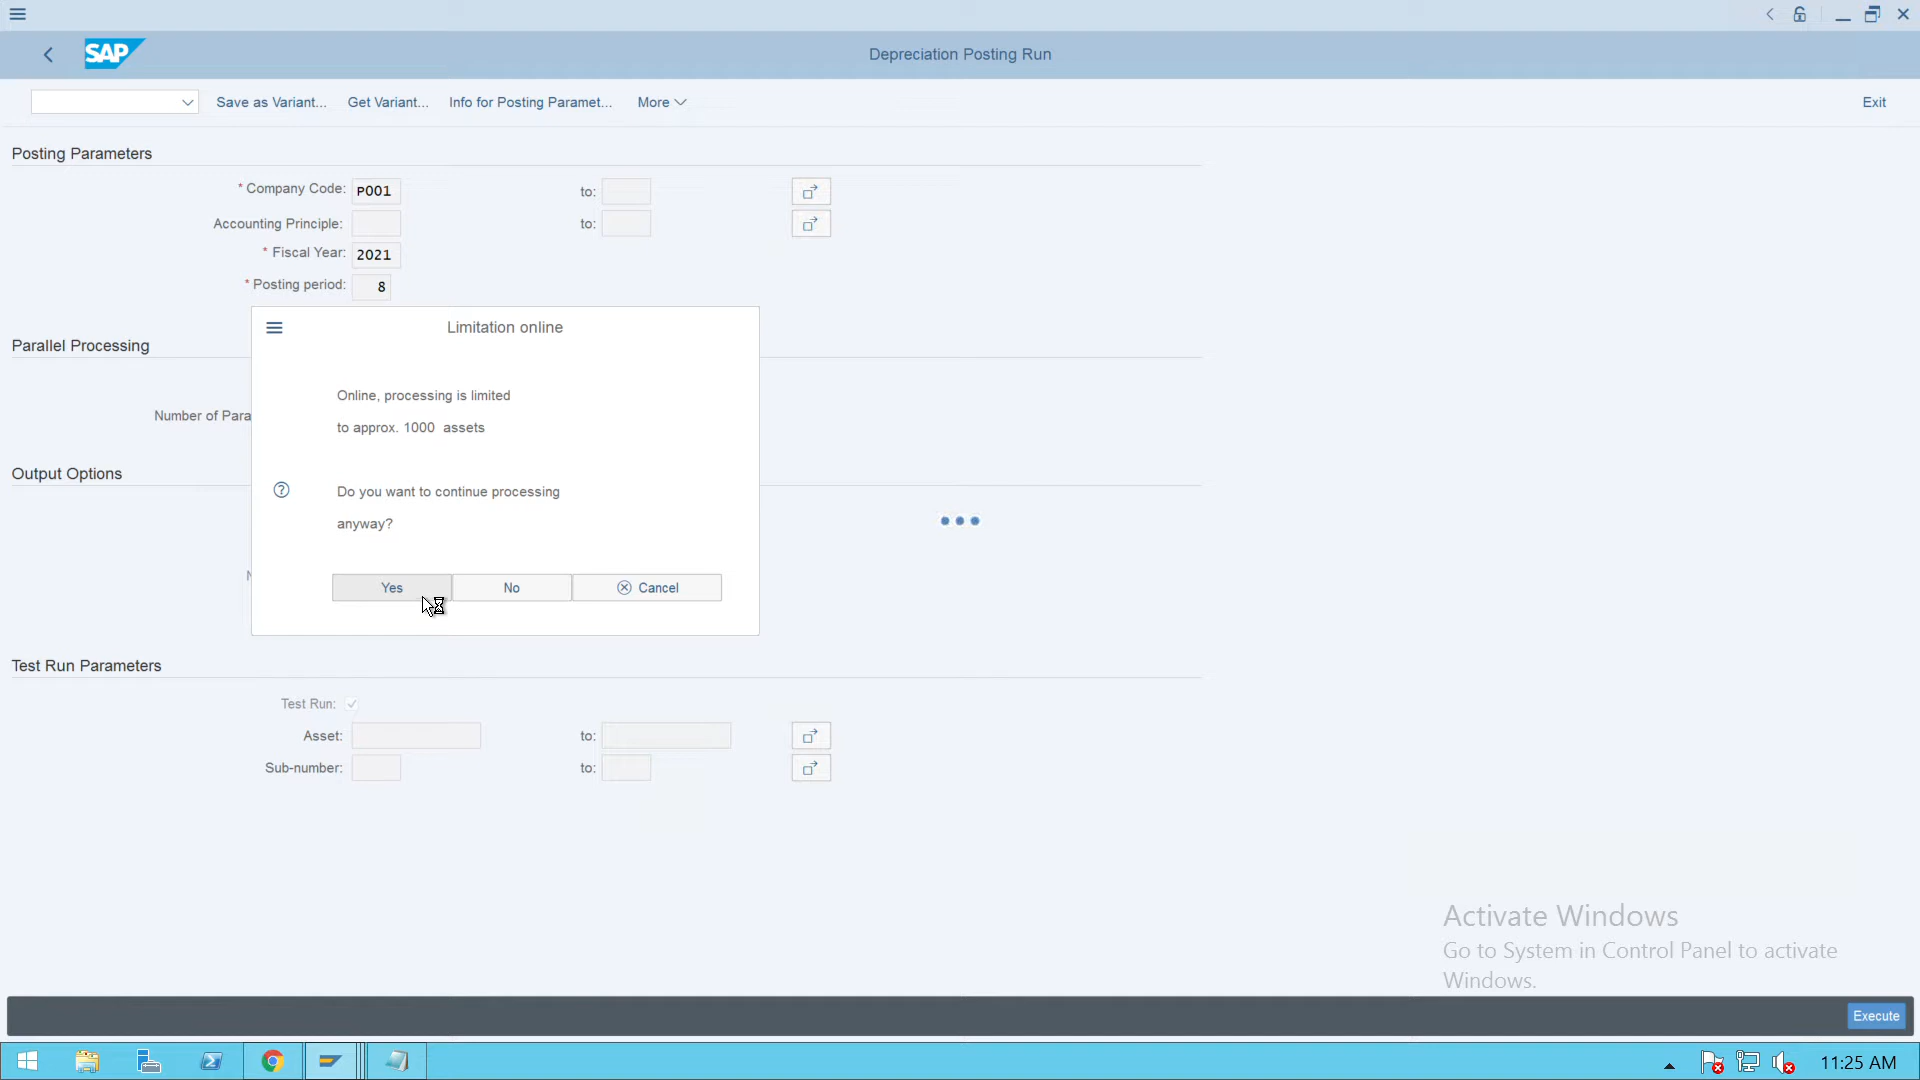 SAP
Depreciation Posting Run
Save as Variant...
Get Variant...
Info for Posting Paramet...
More
Exit
Posting Parameters
* Company Code: P001 to:
Accounting Principle: to:
* Fiscal Year: 2021
* Posting period: 8
Limitation online
Parallel Processing
Online, processing is limited
Number of Para
to approx. 1000 assets
Output Options
Do you want to continue processing
anyway?
Yes
No
Cancel
Test Run Parameters
Test Run:
Asset: to:
Sub-number: to:
Activate Windows
Go to System in Control Panel to activate
Windows.
Execute
11:25 AM